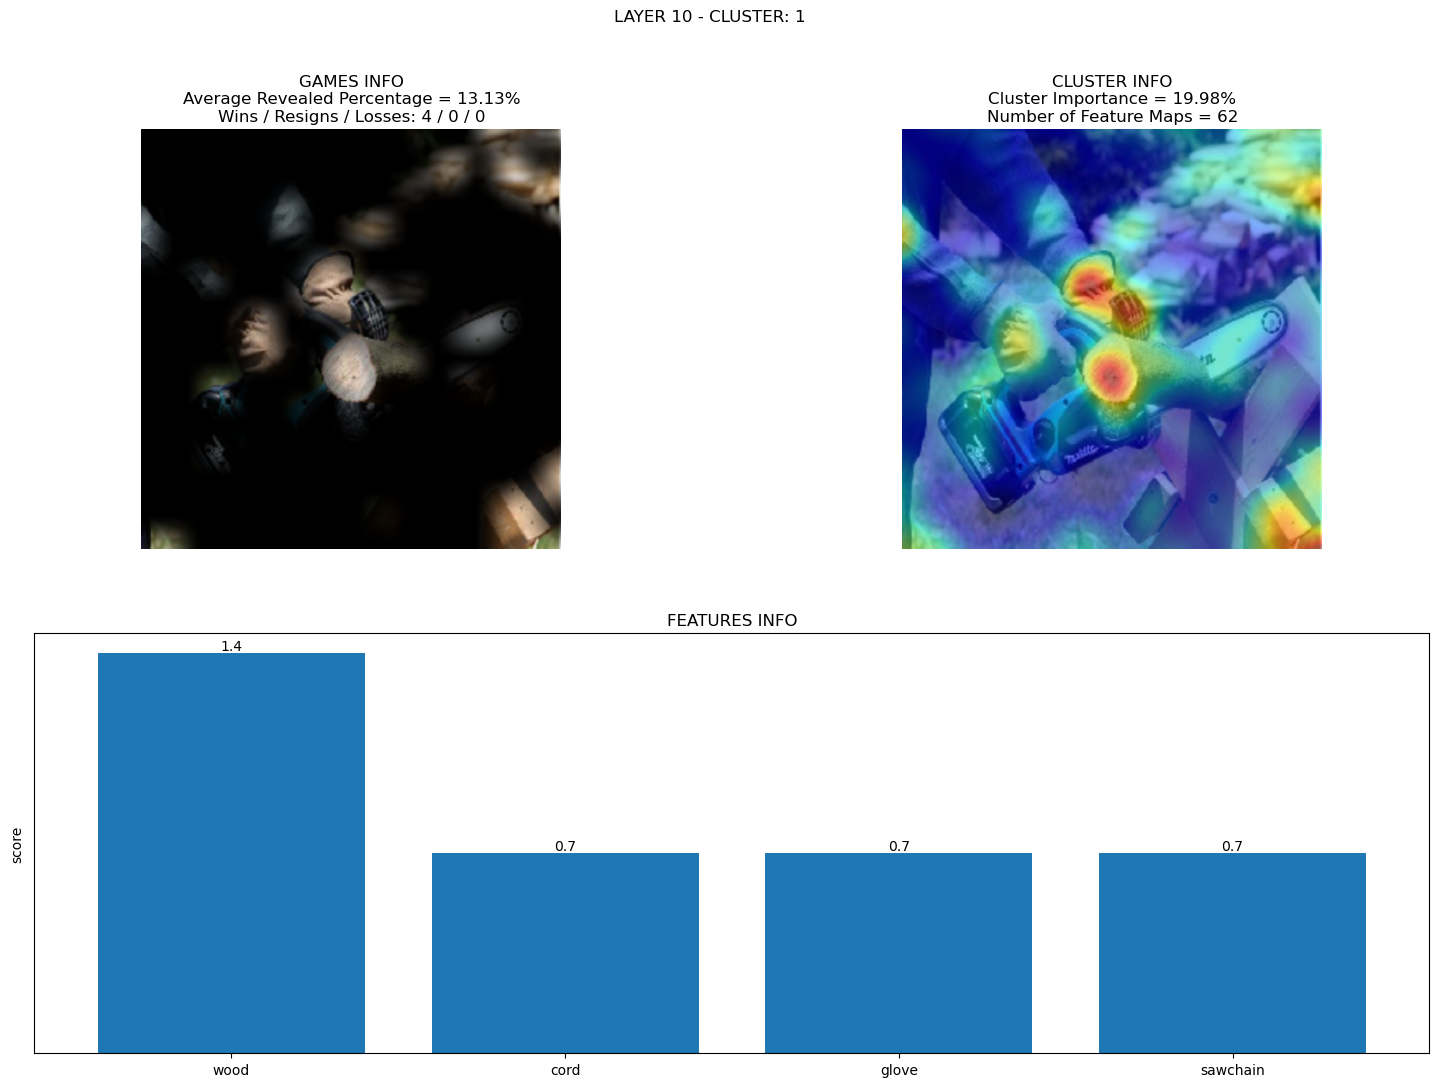 LAYER 10 - CLUSTER: 1
GAMES INFO
Average Revealed Percentage = 13.13%
Wins / Resigns / Losses: 4 / 0 / 0
CLUSTER INFO
Cluster Importance = 19.98%
Number of Feature Maps = 62
makita
FEATURES INFO
score
1.4
0.7
0.7
0.7
wood
cord
glove
sawchain